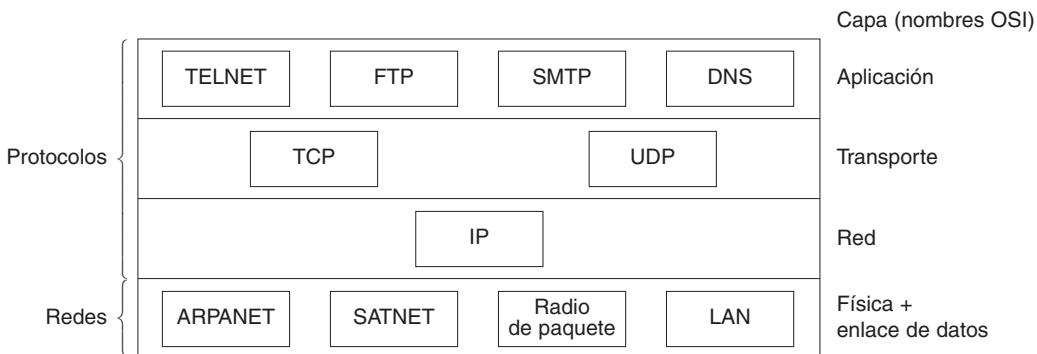 Capa (nombres OSI)
TELNET FTP SMTP DNS Aplicación
Protocolos TCP UDP Transporte
IP Red
Redes ARPANET SATNET Radio de paquete LAN Física +
enlace de datos